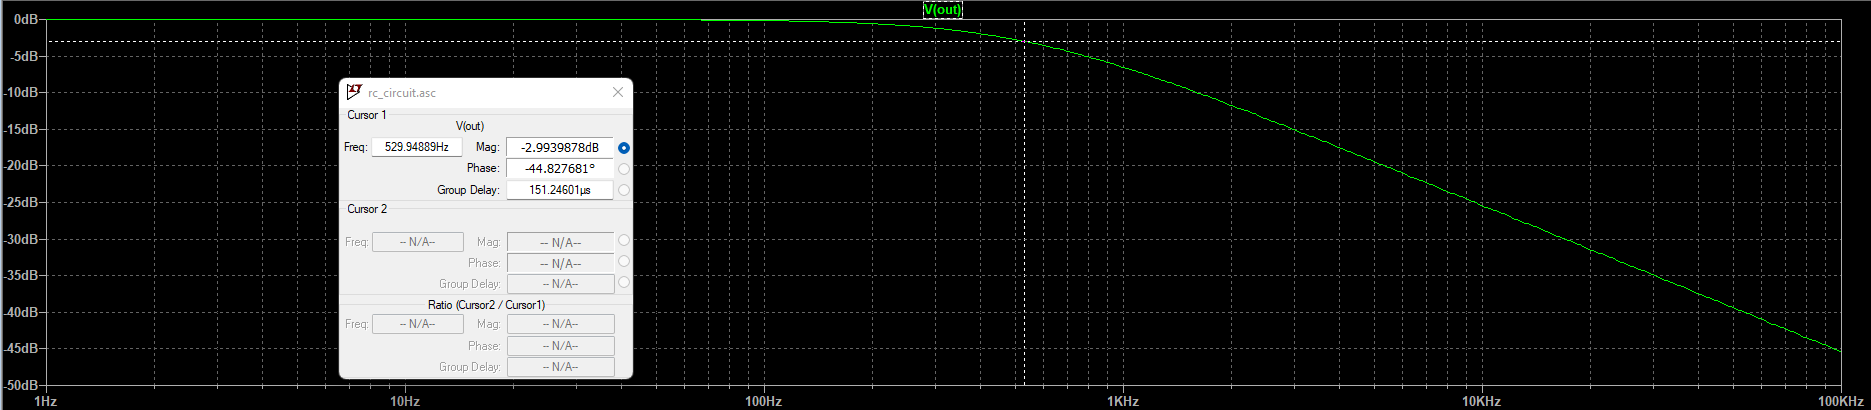 V(out)
0dB
-5dB
-10dB
-15dB
-20dB
-25dB
-30dB
-35dB
-40dB
-45dB
-50dB
1Hz 10Hz 100Hz 1KHz 10KHz 100KHz
rc_circuit.asc
Cursor 1
V(out)
Freq: 529.94889Hz Mag: -2.9939878dB
Phase: -44.827681°
Group Delay: 151.24601µs
Cursor 2
Freq: -- N/A-- Mag: -- N/A--
Phase: -- N/A--
Group Delay: -- N/A--
Ratio (Cursor2 / Cursor1)
Freq: -- N/A-- Mag: -- N/A--
Phase: -- N/A--
Group Delay: -- N/A--